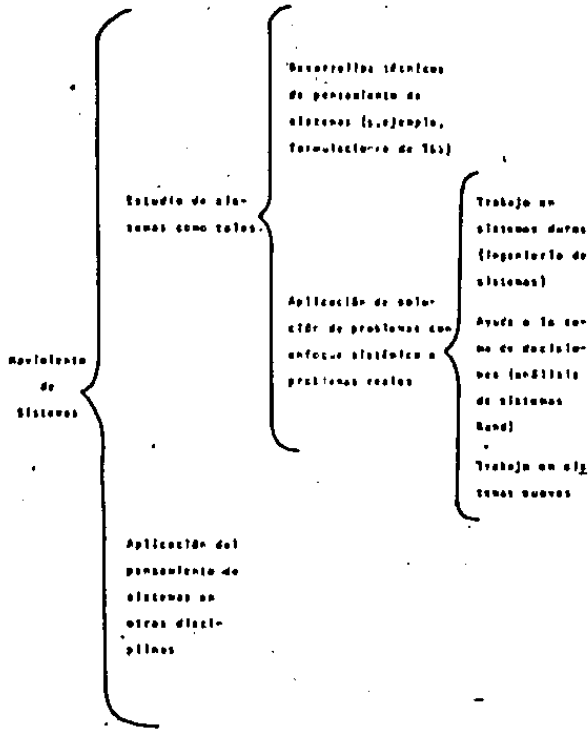 Movimiento
de
Sistemas
Estudio de sis-
temas como tales.
Aplicación del
pensamiento de
sistemas en
otras disci-
plinas
Desarrollos técnicos
de pensamiento de
sistemas (
ejemplo,
de
Aplicación de solu-
ción de problemas con
enfoque sistémico a
problemas reales
Trabajo en
sistemas duros
(ingeniería de
sistemas)
Ayuda a la to-
ma de decisio-
nes (análisis
de sistemas
Rand)
Trabajo en sis
temas